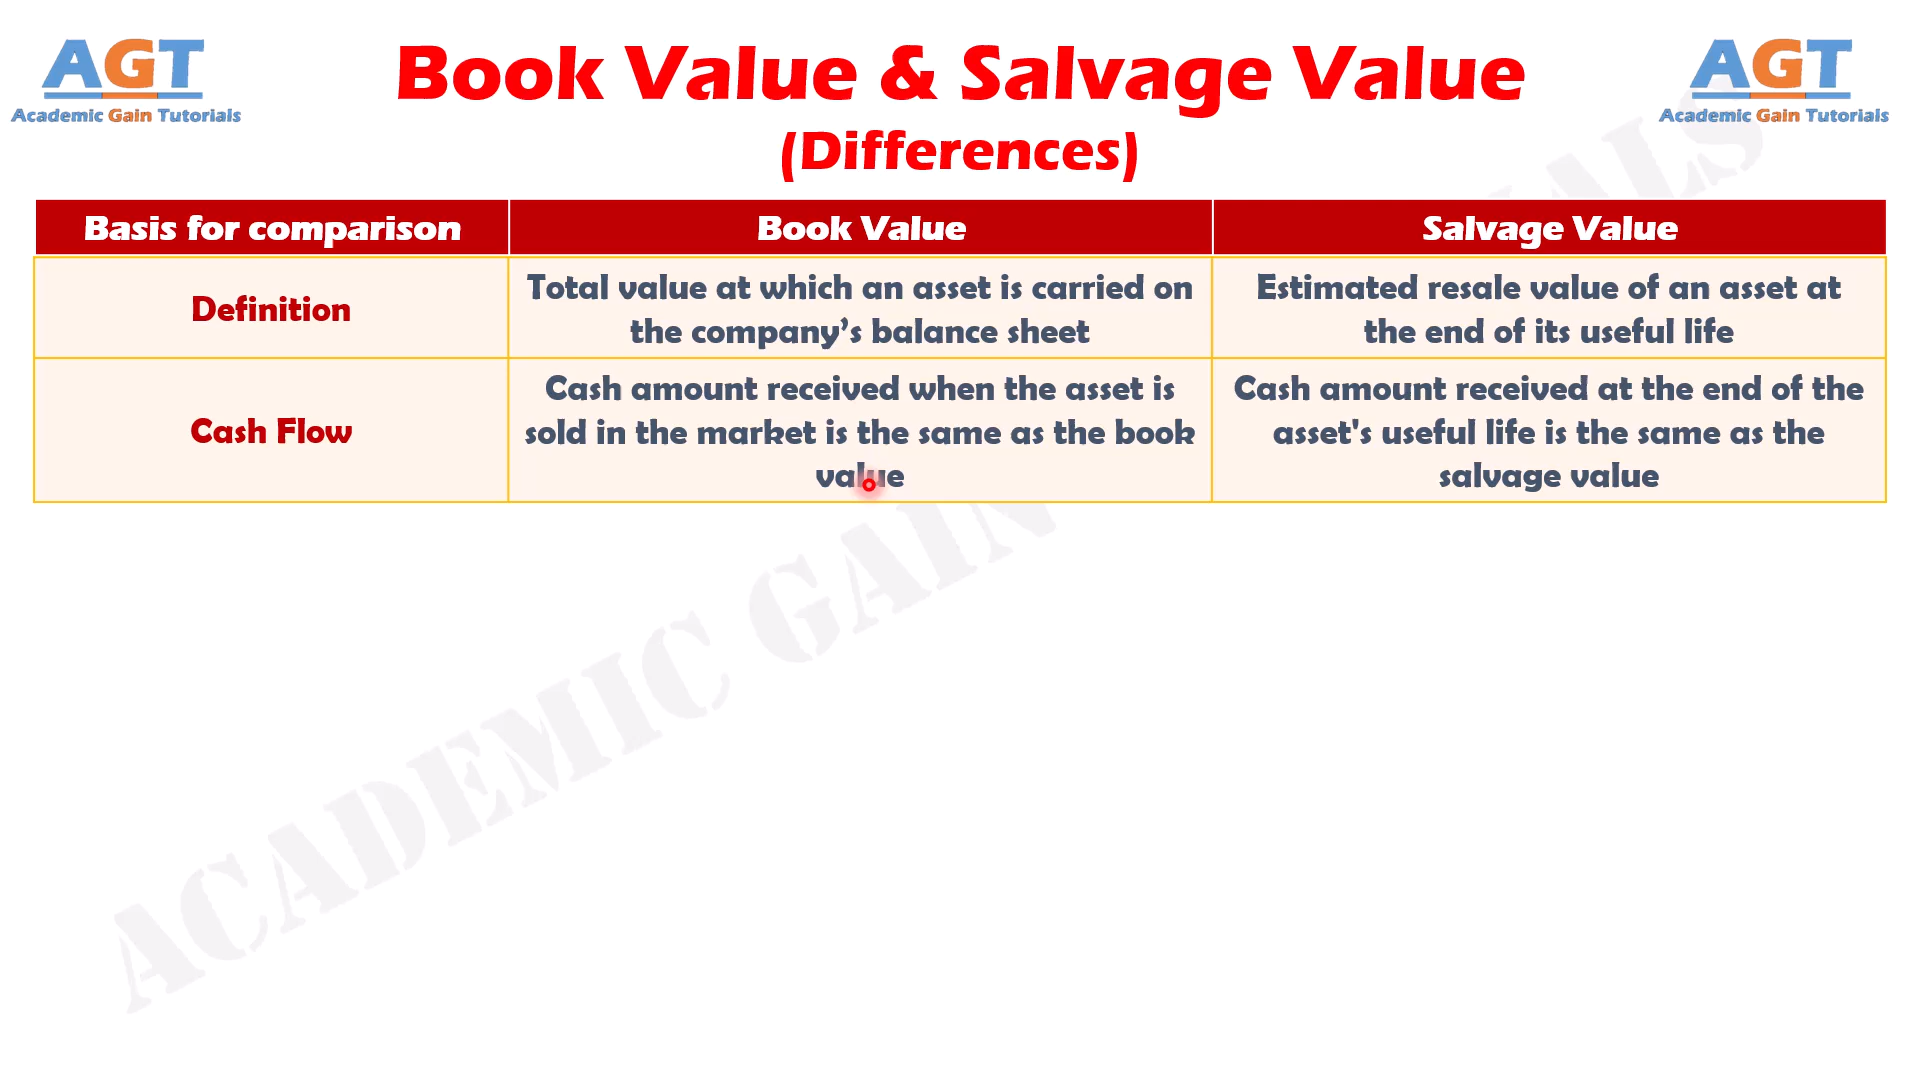 AGT
Academic Gain Tutorials
Book Value & Salvage Value
(Differences)
AGT
Academic Gain Tutorials
Basis for comparison
Book Value
Salvage Value
Definition
Total value at which an asset is carried on
the company’s balance sheet
Estimated resale value of an asset at
the end of its useful life
Cash Flow
Cash amount received when the asset is
sold in the market is the same as the book
value
Cash amount received at the end of the
asset's useful life is the same as the
salvage value
ACADEMIC GAIN